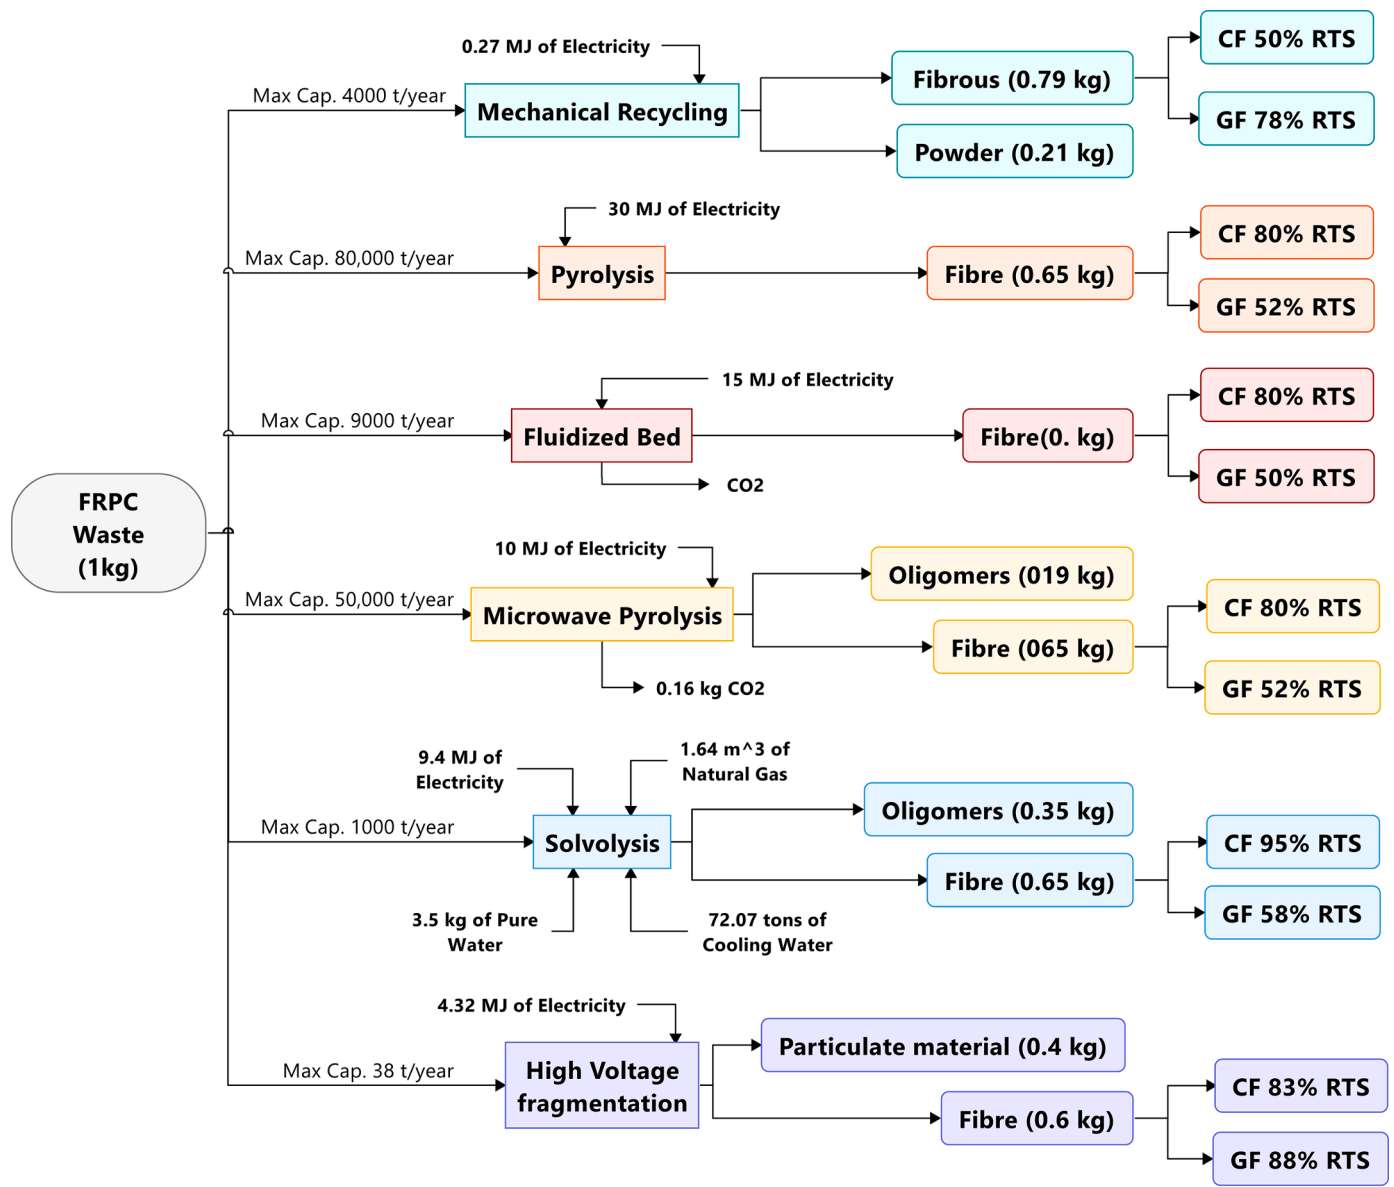 0.27 MJ of Electricity
Max Cap. 4000 t/year
Mechanical Recycling
Fibrous (0.79 kg)
Powder (0.21 kg)
CF 50% RTS
GF 78% RTS
30 MJ of Electricity
Max Cap. 80,000 t/year
Pyrolysis
Fibre (0.65 kg)
CF 80% RTS
GF 52% RTS
15 MJ of Electricity
Max Cap. 9000 t/year
Fluidized Bed
CO2
Fibre(0. kg)
CF 80% RTS
GF 50% RTS
FRPC
Waste
(1kg)
10 MJ of Electricity
Max Cap. 50,000 t/year
Microwave Pyrolysis
0.16 kg CO2
Oligomers (019 kg)
Fibre (065 kg)
CF 80% RTS
GF 52% RTS
9.4 MJ of
Electricity
1.64 m^3 of
Natural Gas
Max Cap. 1000 t/year
Solvolysis
3.5 kg of Pure
Water
72.07 tons of
Cooling Water
Oligomers (0.35 kg)
Fibre (0.65 kg)
CF 95% RTS
GF 58% RTS
4.32 MJ of Electricity
Max Cap. 38 t/year
High Voltage
fragmentation
Particulate material (0.4 kg)
Fibre (0.6 kg)
CF 83% RTS
GF 88% RTS